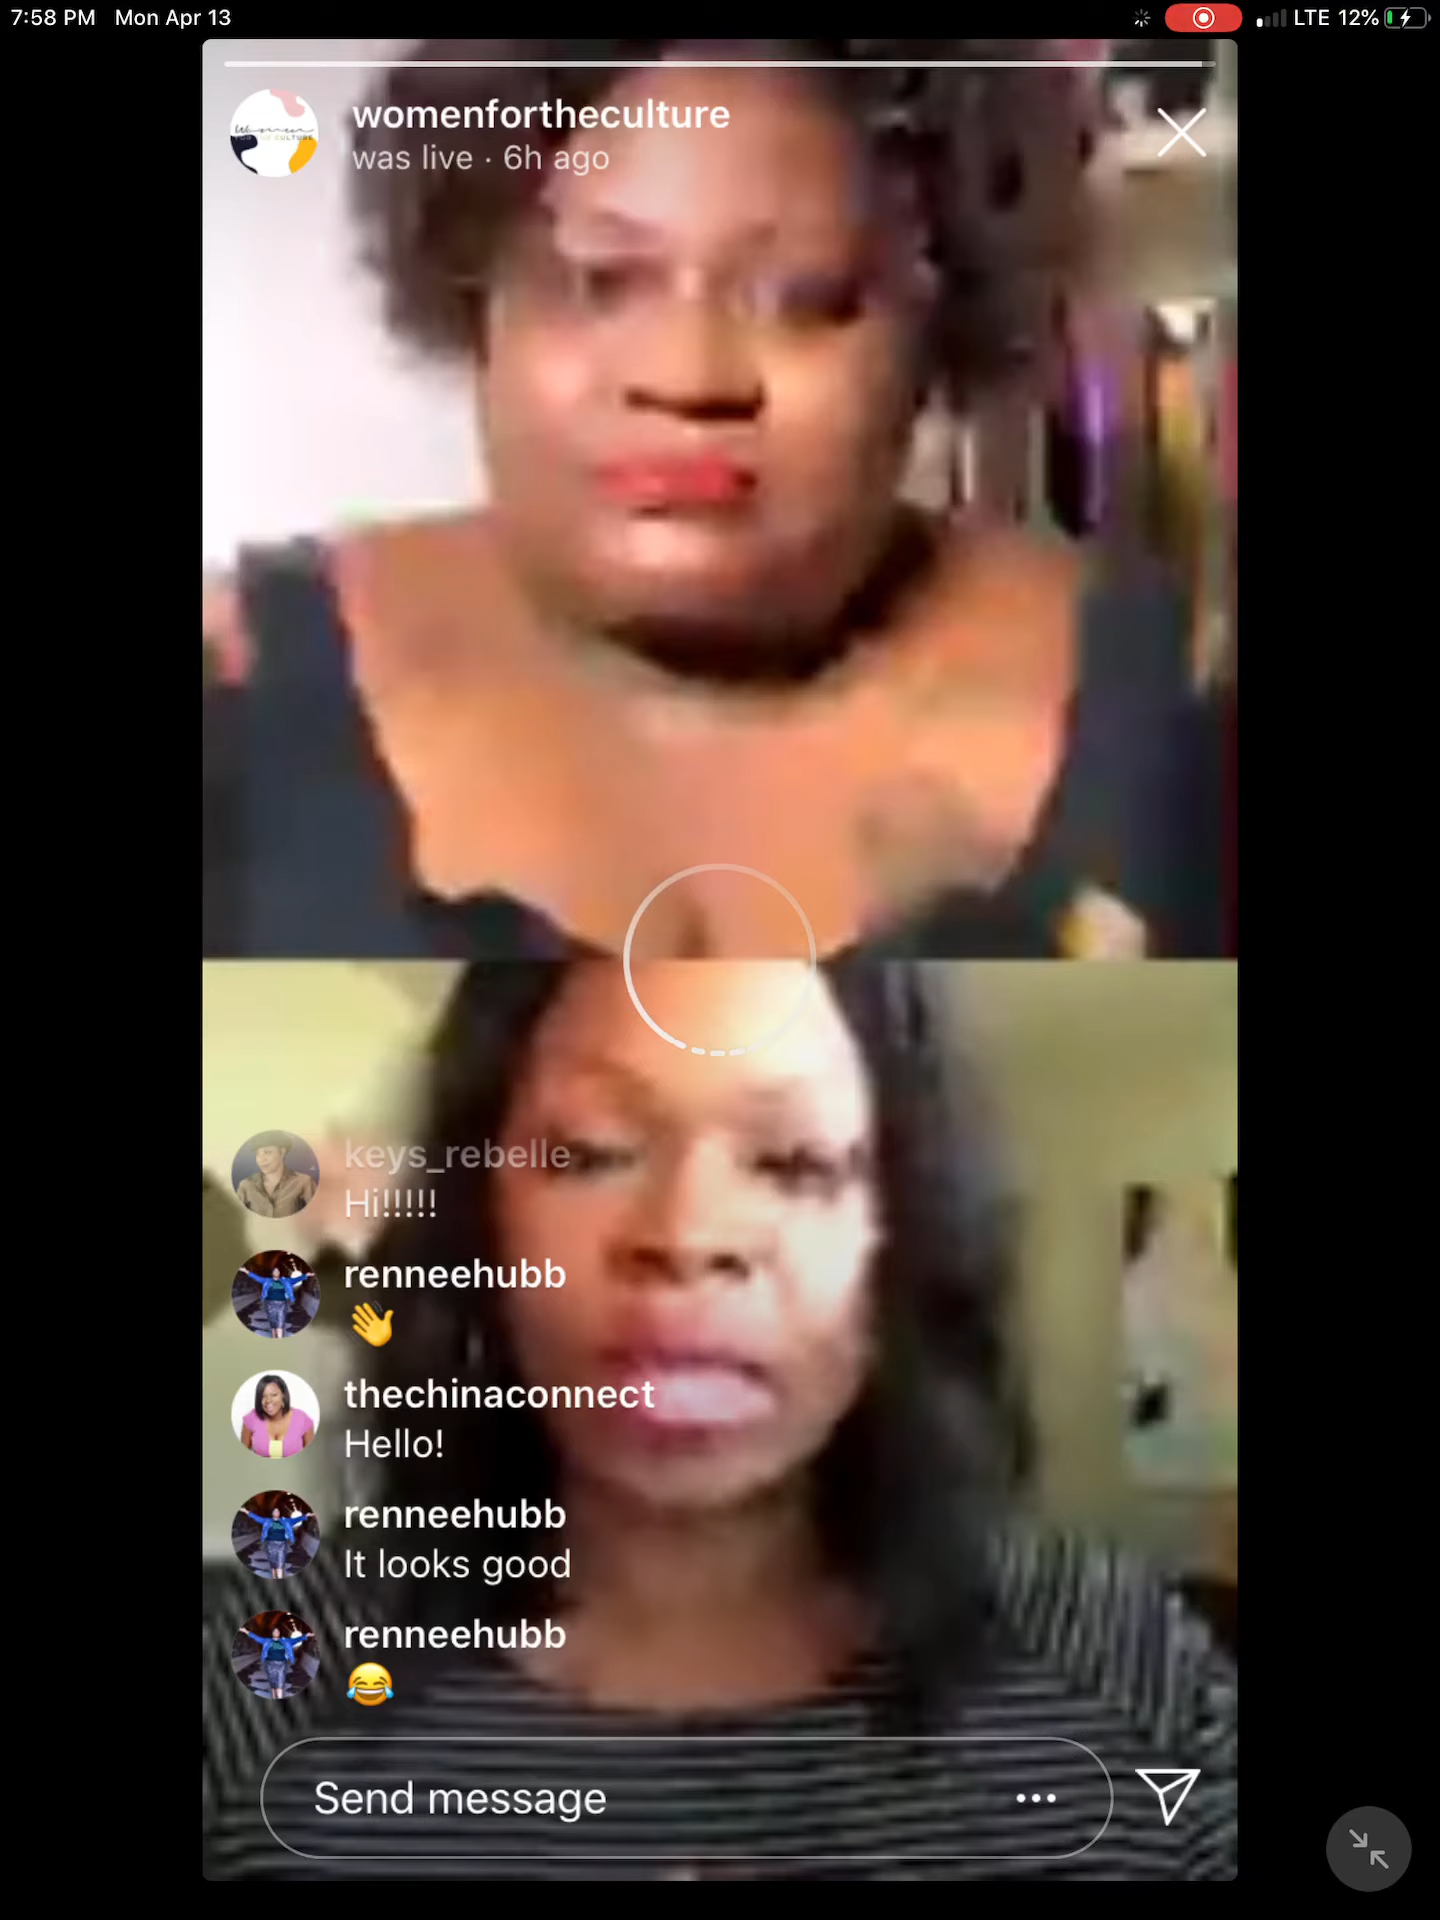 7:58 PM Mon Apr 13
LTE 12%
womenfortheculture
was live · 6h ago
keys_rebelle
Hi!!!!!
renneehubb
👋
thechinaconnect
Hello!
renneehubb
It looks good
renneehubb
😂
Send message